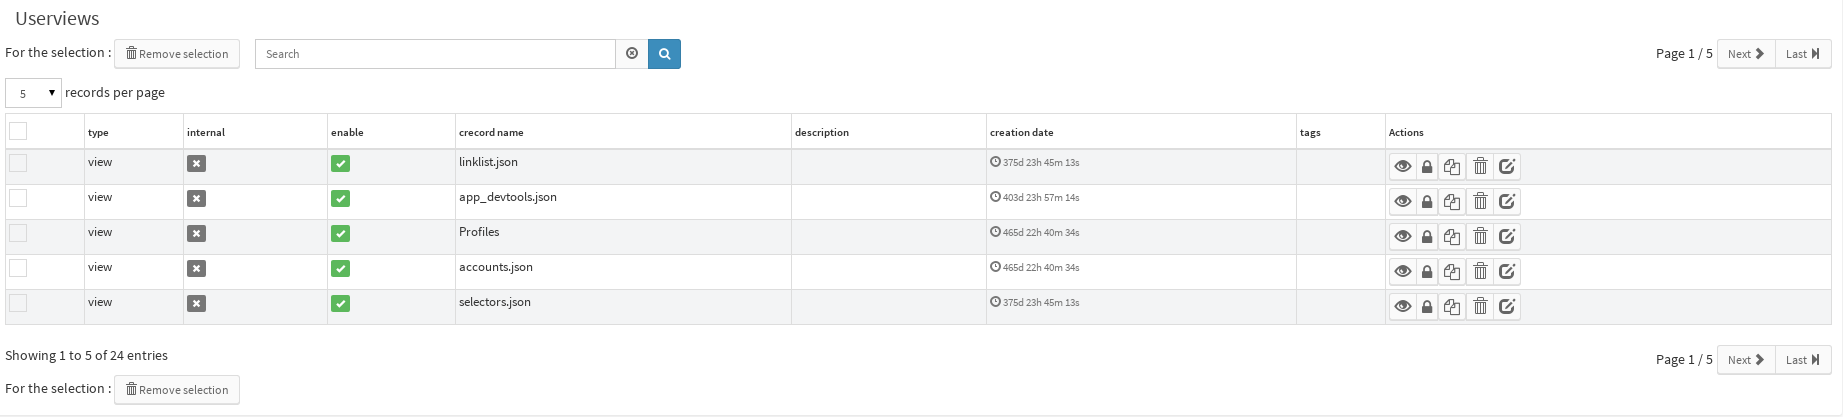 Userviews
For the selection : Remove selection Search Page 1 / 5 Next Last
5 records per page
type internal enable crecord name description creation date tags Actions
view linklist.json 375d 23h 45m 13s
view app_devtools.json 403d 23h 57m 14s
view Profiles 465d 22h 40m 34s
view accounts.json 465d 22h 40m 34s
view selectors.json 375d 23h 45m 13s
Showing 1 to 5 of 24 entries Page 1 / 5 Next Last
For the selection : Remove selection